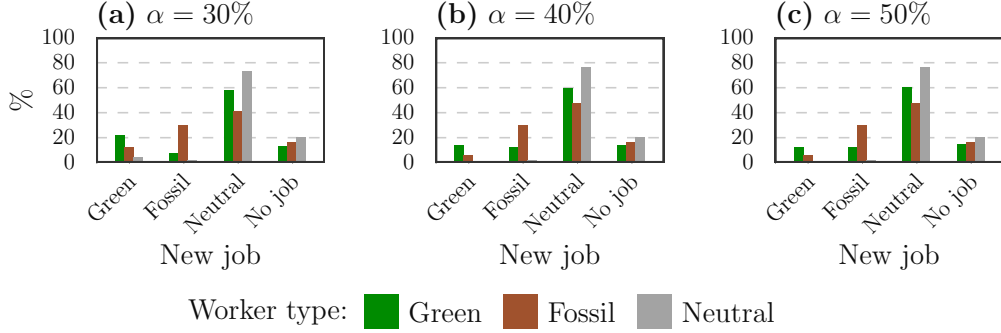 (a) α = 30%
(b) α = 40%
(c) α = 50%
%
100
80
60
40
20
0
Green
Fossil
Neutral
No job
New job
100
80
60
40
20
0
Green
Fossil
Neutral
No job
New job
100
80
60
40
20
0
Green
Fossil
Neutral
No job
New job
Worker type: Green Fossil Neutral